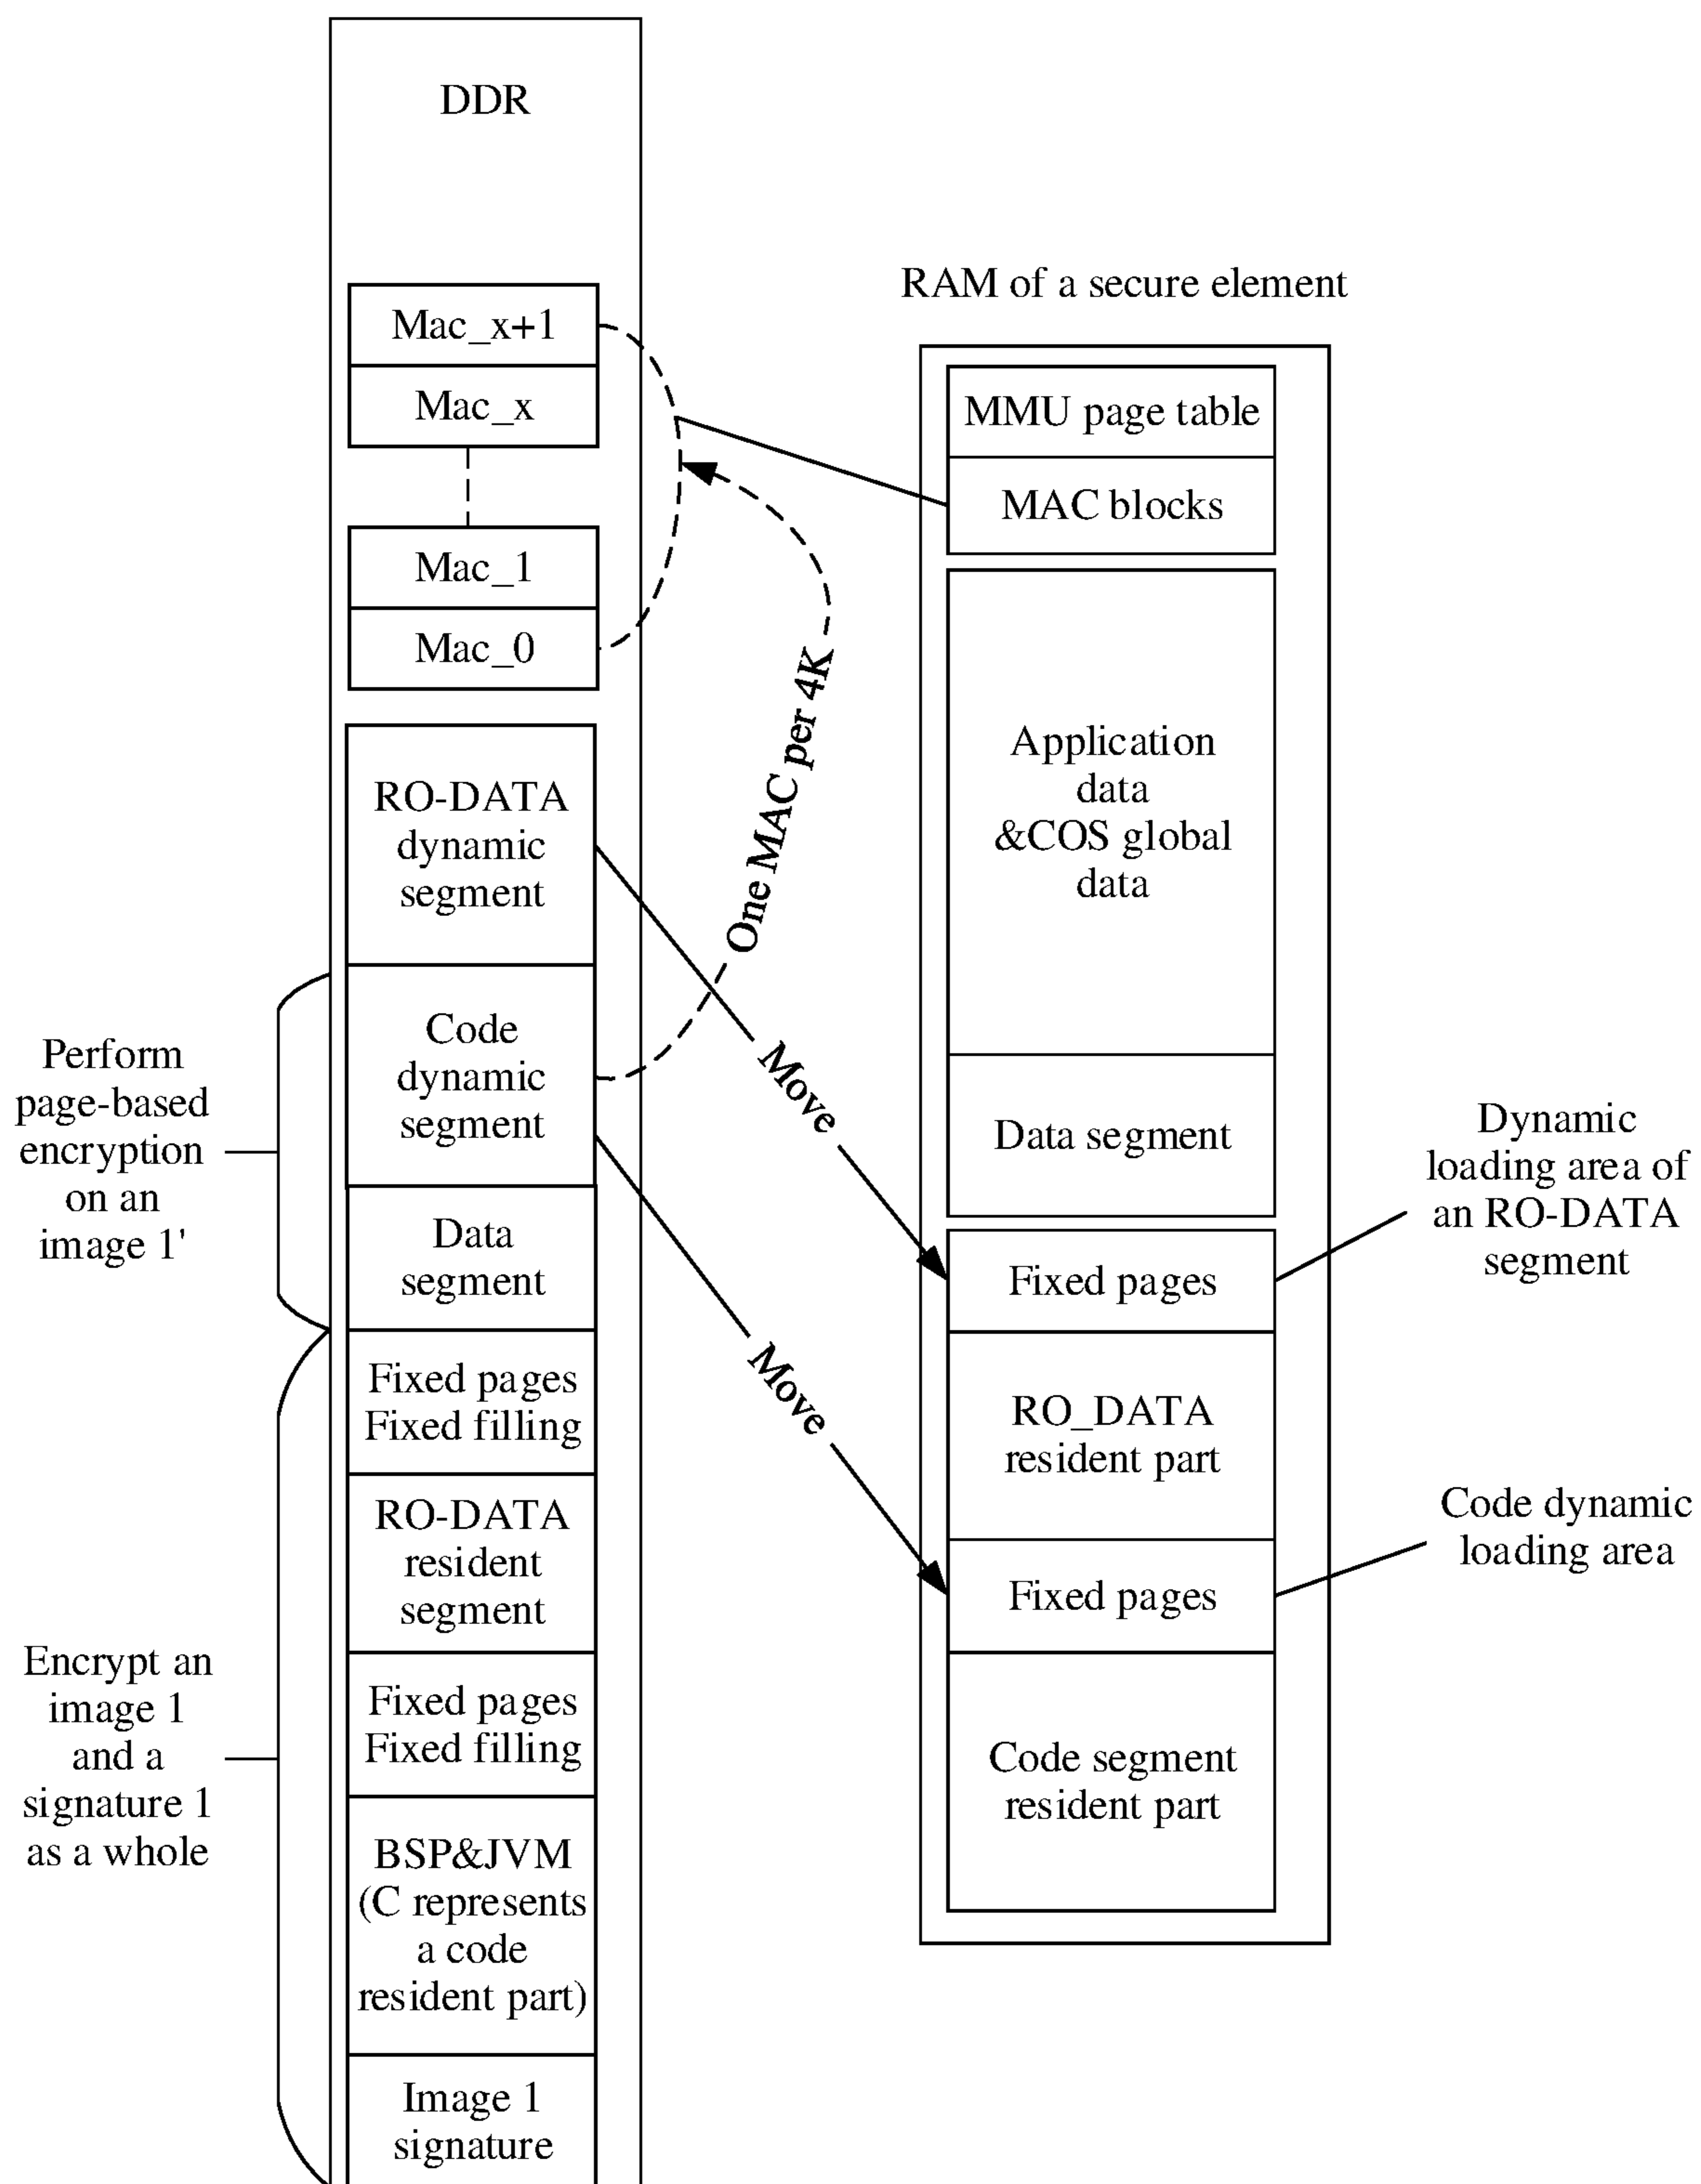 DDR
Mac_x+1
Mac_x
Mac_1
Mac_0
RO-DATA
dynamic
segment
Code
dynamic
segment
Data
segment
Fixed pages
Fixed filling
RO-DATA
resident
segment
Fixed pages
Fixed filling
BSP&JVM
(C represents
a code
resident part)
Image 1
signature
Perform
page-based
encryption
on an
image 1'
Encrypt an
image 1
and a
signature 1
as a whole
One MAC per 4K
Move
Move
RAM of a secure element
MMU page table
MAC blocks
Application
data
&COS global
data
Data segment
Fixed pages
RO_DATA
resident part
Fixed pages
Code segment
resident part
Dynamic
loading area of
an RO-DATA
segment
Code dynamic
loading area